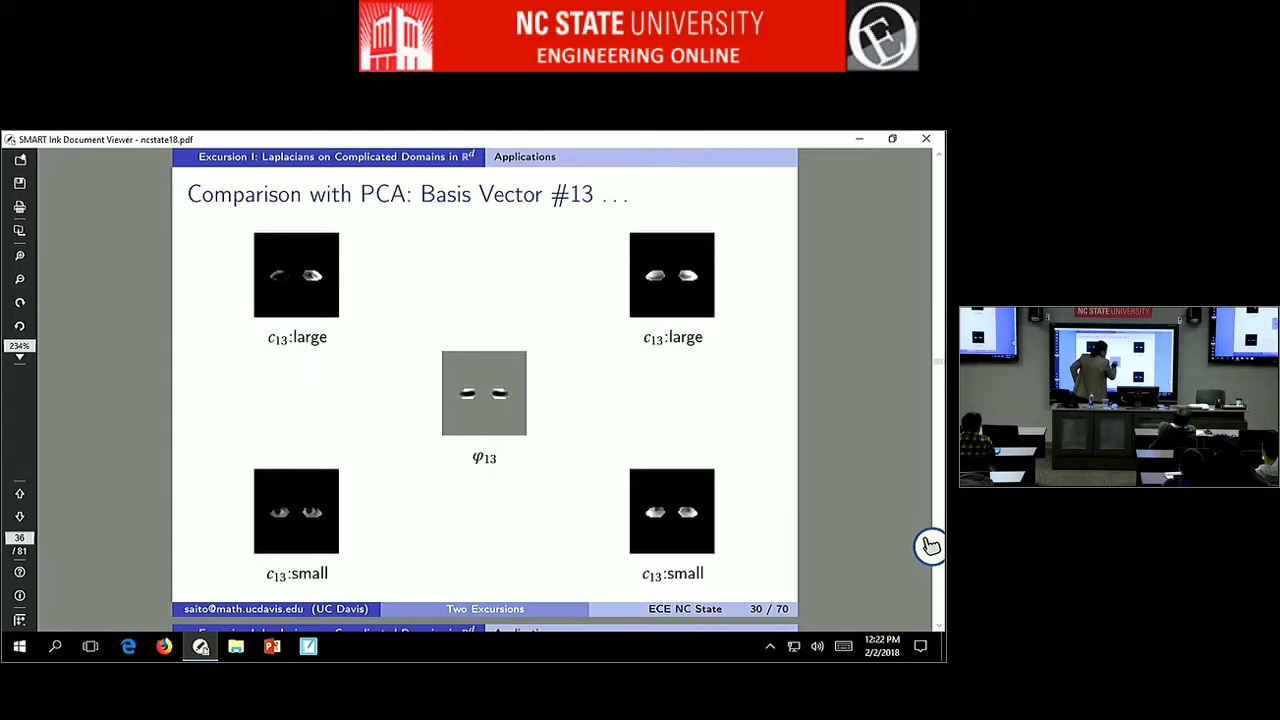 NC STATE UNIVERSITY
ENGINEERING ONLINE
SMART Ink Document Viewer - ncstate18.pdf
Excursion I: Laplacians on Complicated Domains in ℝᵈ Applications
Comparison with PCA: Basis Vector #13 . . .
c₁₃:large c₁₃:large
φ₁₃
c₁₃:small c₁₃:small
saito@math.ucdavis.edu (UC Davis) Two Excursions ECE NC State 30 / 70
234%
36
/ 81
12:22 PM
2/2/2018
NC STATE UNIVERSITY